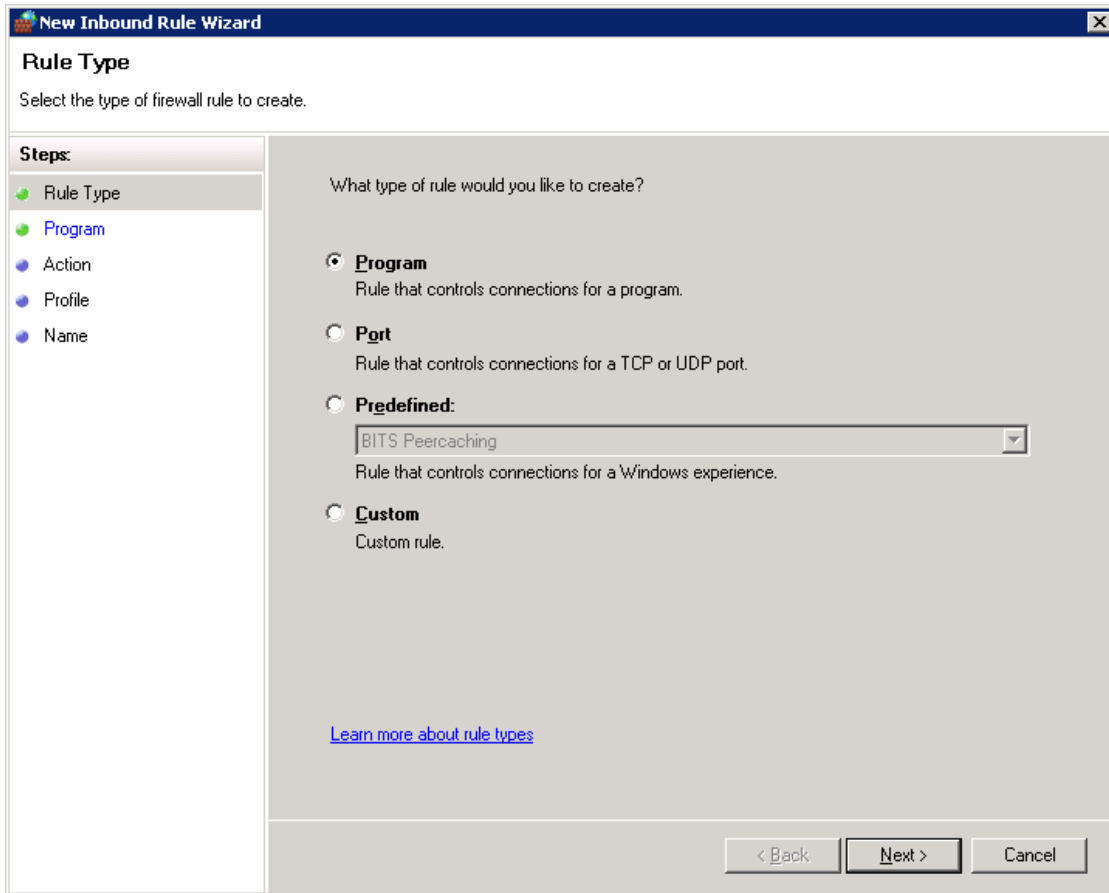 New Inbound Rule Wizard
Rule Type
Select the type of firewall rule to create.
Steps:
Rule Type
Program
Action
Profile
Name
What type of rule would you like to create?
Program
Rule that controls connections for a program.
Port
Rule that controls connections for a TCP or UDP port.
Predefined:
BITS Peercaching
Rule that controls connections for a Windows experience.
Custom
Custom rule.
Learn more about rule types
< Back
Next >
Cancel